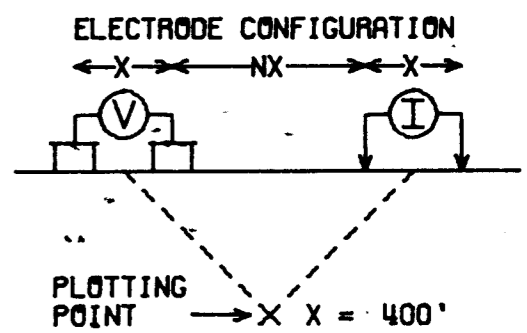 ELECTRODE CONFIGURATION
X NX X
V I
PLOTTING
POINT X X = 400'